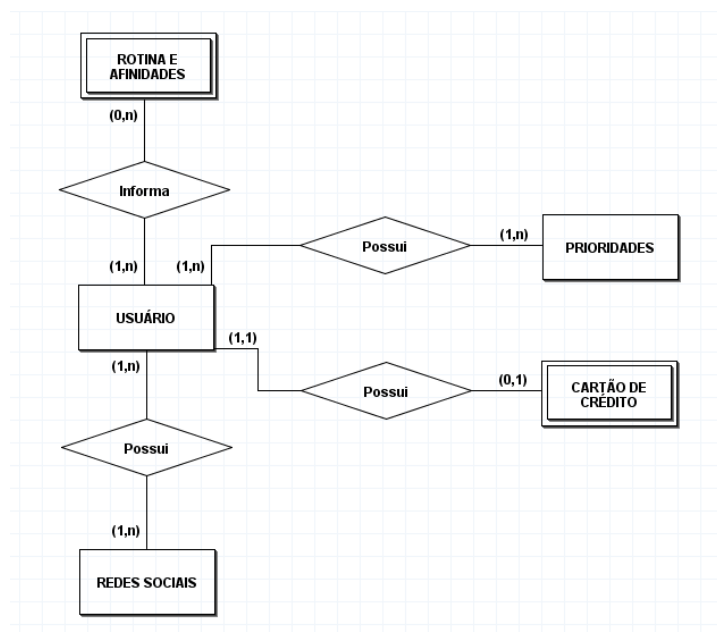 ROTINA E
AFINIDADES
(0,n)
Informa
(1,n)
(1,n)
Possui
(1,n)
PRIORIDADES
USUÁRIO
(1,1)
(1,n)
Possui
(0,1)
CARTÃO DE
CRÉDITO
Possui
(1,n)
REDES SOCIAIS